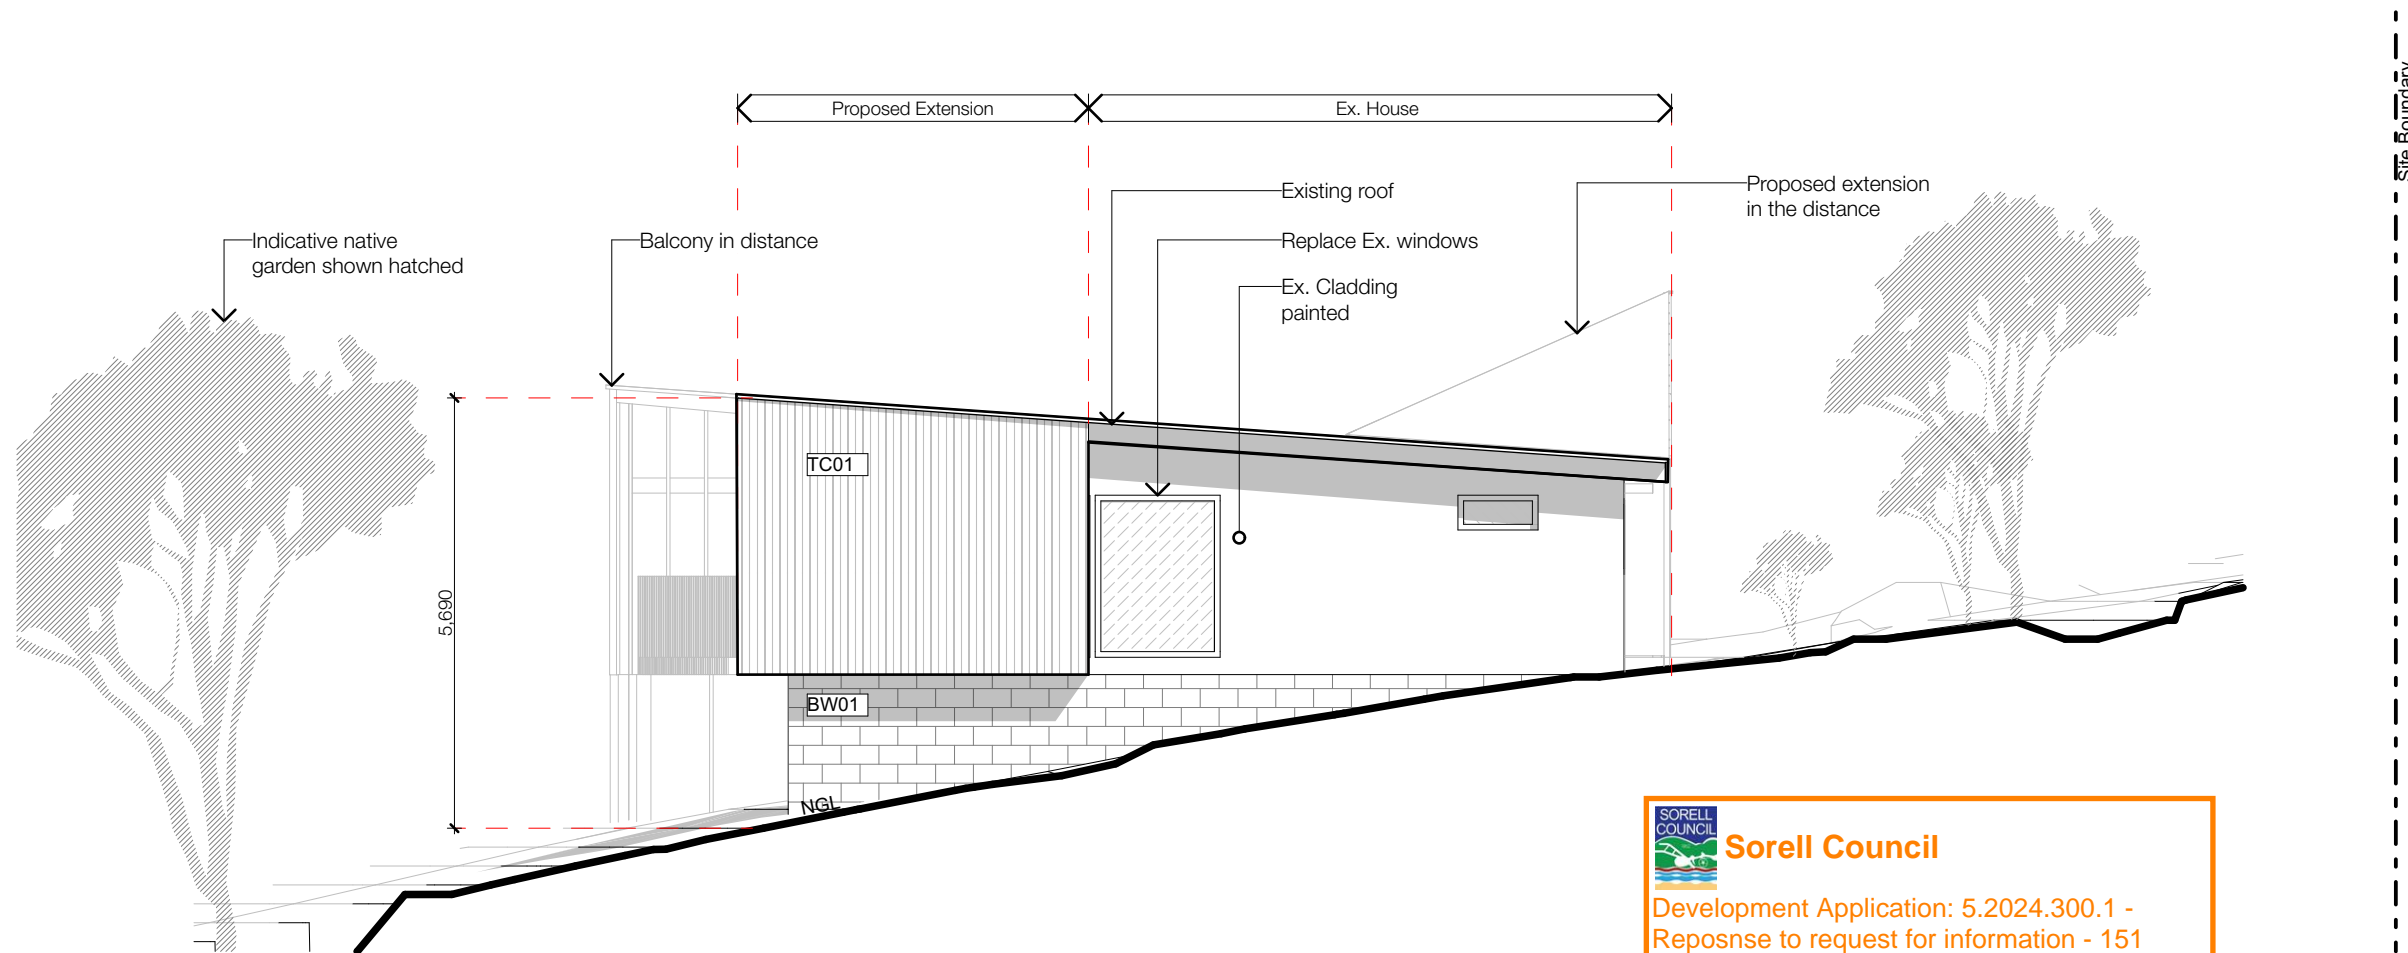 Site Boundary
Proposed Extension
Ex. House
Existing roof
Proposed extension
in the distance
Indicative native
garden shown hatched
Balcony in distance
Replace Ex. windows
Ex. Cladding
painted
TC01
5,690
BW01
NGL
SORELL
COUNCIL
Sorell Council
Development Application: 5.2024.300.1 -
Reposnse to request for information - 151